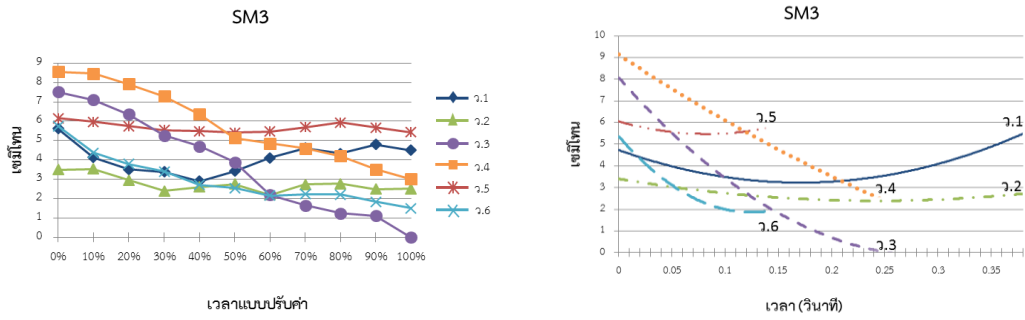 SM3
เซมิโทน
9
8
7
6
5
4
3
2
1
0
0% 10% 20% 30% 40% 50% 60% 70% 80% 90% 100%
เวลาแบบปรับค่า
ว.1
ว.2
ว.3
ว.4
ว.5
ว.6
SM3
เซมิโทน
10
9
8
7
6
5
4
3
2
1
0
0 0.05 0.1 0.15 0.2 0.25 0.3 0.35
เวลา (วินาที)
ว.5
ว.1
ว.4
ว.2
ว.6
ว.3